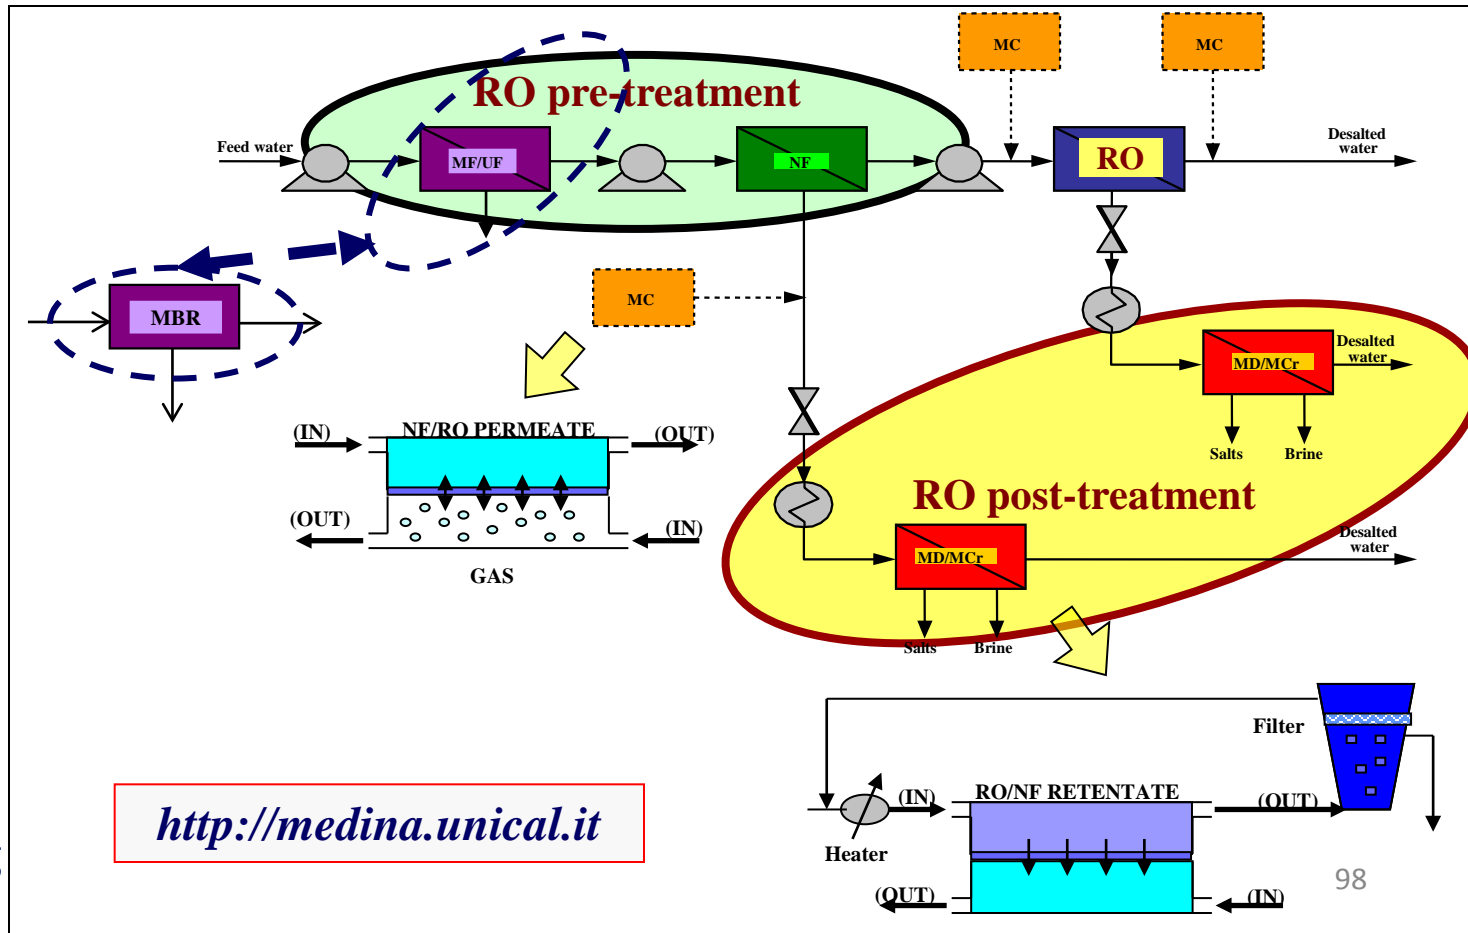 MC
MC
RO pre-treatment
Feed water
MF/UF
NF
RO
Desalted
water
MC
MBR
MD/MCr
Desalted
water
Salts
Brine
(IN)
NF/RO PERMEATE
(OUT)
(OUT)
(IN)
GAS
RO post-treatment
MD/MCr
Desalted
water
Salts
Brine
Filter
(IN)
RO/NF RETENTATE
(OUT)
Heater
(OUT)
(IN)
http://medina.unical.it
98